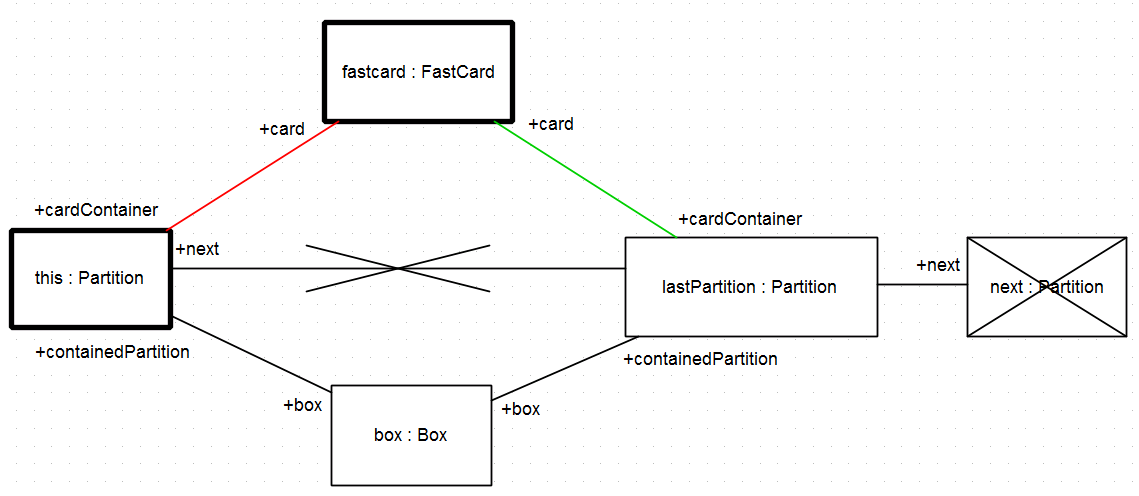 fastcard : FastCard
+card
+card
+cardContainer
+cardContainer
+next
this : Partition
lastPartition : Partition
+next
next : Partition
+containedPartition
+containedPartition
+box
+box
box : Box